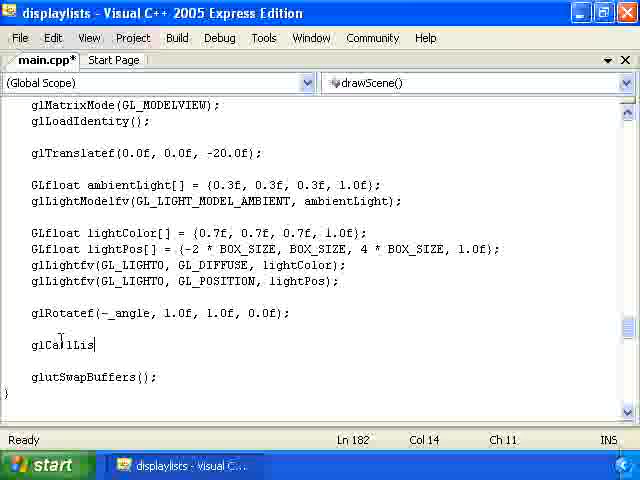 displaylists - Visual C++ 2005 Express Edition
File Edit View Project Build Debug Tools Window Community Help
main.cpp* Start Page
(Global Scope) drawScene()
glMatrixMode(GL_MODELVIEW);
glLoadIdentity();
glTranslatef(0.0f, 0.0f, -20.0f);
GLfloat ambientLight[] = {0.3f, 0.3f, 0.3f, 1.0f};
glLightModelfv(GL_LIGHT_MODEL_AMBIENT, ambientLight);
GLfloat lightColor[] = {0.7f, 0.7f, 0.7f, 1.0f};
GLfloat lightPos[] = {-2 * BOX_SIZE, BOX_SIZE, 4 * BOX_SIZE, 1.0f};
glLightfv(GL_LIGHT0, GL_DIFFUSE, lightColor);
glLightfv(GL_LIGHT0, GL_POSITION, lightPos);
glRotatef(-_angle, 1.0f, 1.0f, 0.0f);
glCallLis
glutSwapBuffers();
}
Ready Ln 182 Col 14 Ch 11 INS
start displaylists - Visual C...